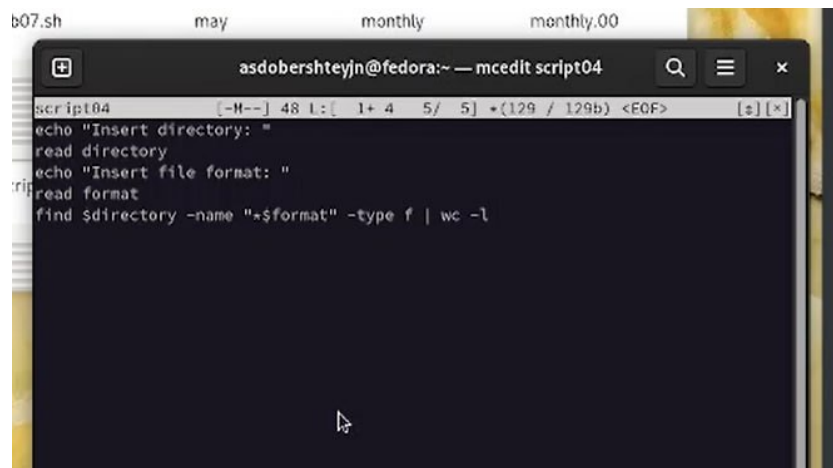 b07.sh may monthly monthly.00
asdobershteyjn@fedora:~ — mcedit script04
script04 [-M--] 48 L:[ 1+ 4 5/ 5] *(129 / 129b) <EOF> [↕][×]
echo "Insert directory: "
read directory
echo "Insert file format: "
read format
find $directory -name "*$format" -type f | wc -l